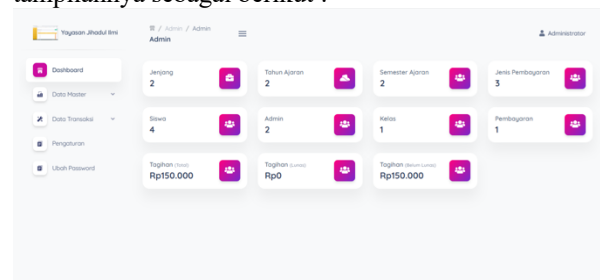 tampilannya sebagai berikut :
Yayasan Jihadul Ilmi
/ Admin / Admin
Admin
Administrator
Dashboard
Data Master
Data Transaksi
Pengaturan
Ubah Password
Jenjang
2
Tahun Ajaran
2
Semester Ajaran
2
Jenis Pembayaran
3
Siswa
4
Admin
2
Kelas
1
Pembayaran
1
Tagihan (Total)
Rp150.000
Tagihan (Lunas)
Rp0
Tagihan (Belum Lunas)
Rp150.000